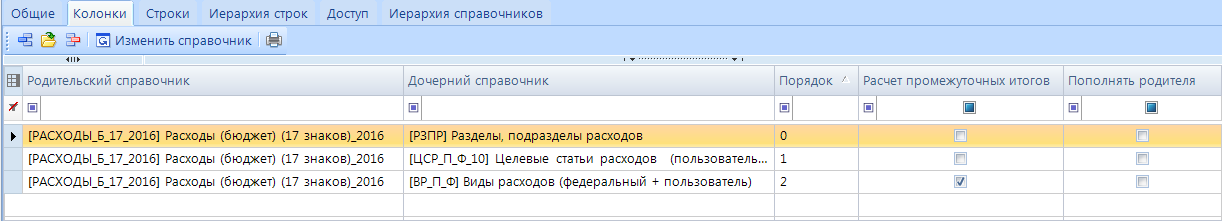 Общие Колонки Строки Иерархия строк Доступ Иерархия справочников
Изменить справочник
Родительский справочник Дочерний справочник Порядок Расчет промежуточных итогов Пополнять родителя
[РАСХОДЫ_Б_17_2016] Расходы (бюджет) (17 знаков)_2016 [РЗПР] Разделы, подразделы расходов 0
[РАСХОДЫ_Б_17_2016] Расходы (бюджет) (17 знаков)_2016 [ЦСР_П_Ф_10] Целевые статьи расходов (пользователь... 1
[РАСХОДЫ_Б_17_2016] Расходы (бюджет) (17 знаков)_2016 [ВР_П_Ф] Виды расходов (федеральный + пользователь) 2